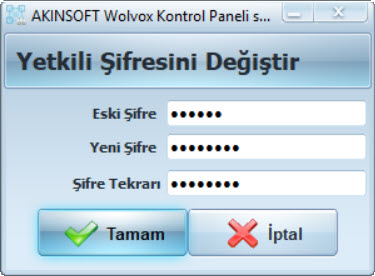 AKINSOFT Wolvox Kontrol Paneli s...
Yetkili Şifresini Değiştir
Eski Şifre ••••••
Yeni Şifre ••••••••
Şifre Tekrarı ••••••••
Tamam İptal